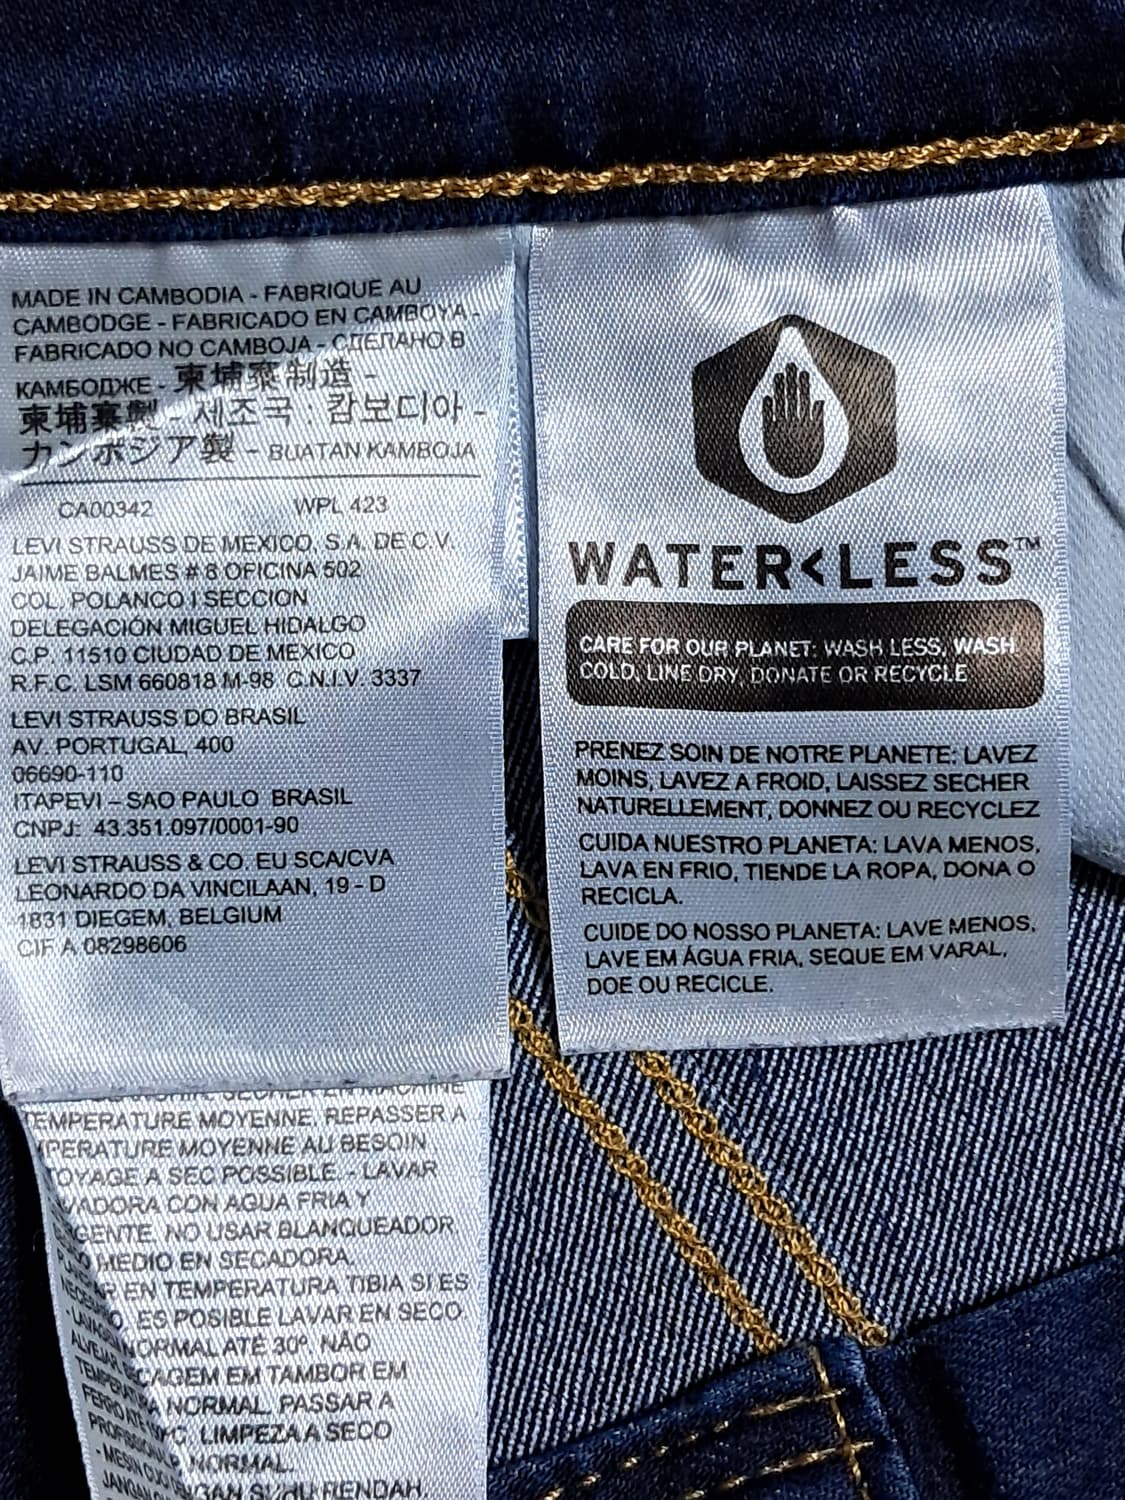 MADE IN CAMBODIA - FABRIQUE AU
CAMBODGE - FABRICADO EN CAMBOYA -
FABRICADO NO CAMBOJA - СДЕЛАНО В
КАМБОДЖЕ - 柬埔寨制造 -
柬埔寨製 - 세조국 : 캄보디아 -
カンボジア製 - BUATAN KAMBOJA
CA00342 WPL 423
LEVI STRAUSS DE MEXICO, S.A. DE C.V.
JAIME BALMES # 8 OFICINA 502
COL. POLANCO I SECCION
DELEGACIÓN MIGUEL HIDALGO
C.P. 11510 CIUDAD DE MEXICO
R.F.C. LSM 660818 M-98 C.N.I.V. 3337
LEVI STRAUSS DO BRASIL
AV. PORTUGAL, 400
06690-110
ITAPEVI – SAO PAULO BRASIL
CNPJ: 43.351.097/0001-90
LEVI STRAUSS & CO. EU SCA/CVA
LEONARDO DA VINCILAAN, 19 - D
1831 DIEGEM, BELGIUM
CIF A 08298606
TEMPERATURE MOYENNE, REPASSER A
PERATURE MOYENNE AU BESOIN
OYAGE A SEC POSSIBLE. - LAVAR
VADORA CON AGUA FRIA Y
GENTE. NO USAR BLANQUEADOR
MEDIO EN SECADORA,
R EN TEMPERATURA TIBIA SI ES
O. ES POSIBLE LAVAR EN SECO.
NORMAL ATÉ 30º. NÃO
CAGEM EM TAMBOR EM
NORMAL. PASSAR A
C. LIMPEZA A SECO
NORMAL.
RENDAH.
WATER<LESS™
CARE FOR OUR PLANET: WASH LESS, WASH
COLD, LINE DRY, DONATE OR RECYCLE
PRENEZ SOIN DE NOTRE PLANETE: LAVEZ
MOINS, LAVEZ A FROID, LAISSEZ SECHER
NATURELLEMENT, DONNEZ OU RECYCLEZ
CUIDA NUESTRO PLANETA: LAVA MENOS,
LAVA EN FRIO, TIENDE LA ROPA, DONA O
RECICLA.
CUIDE DO NOSSO PLANETA: LAVE MENOS,
LAVE EM ÁGUA FRIA, SEQUE EM VARAL,
DOE OU RECICLE.